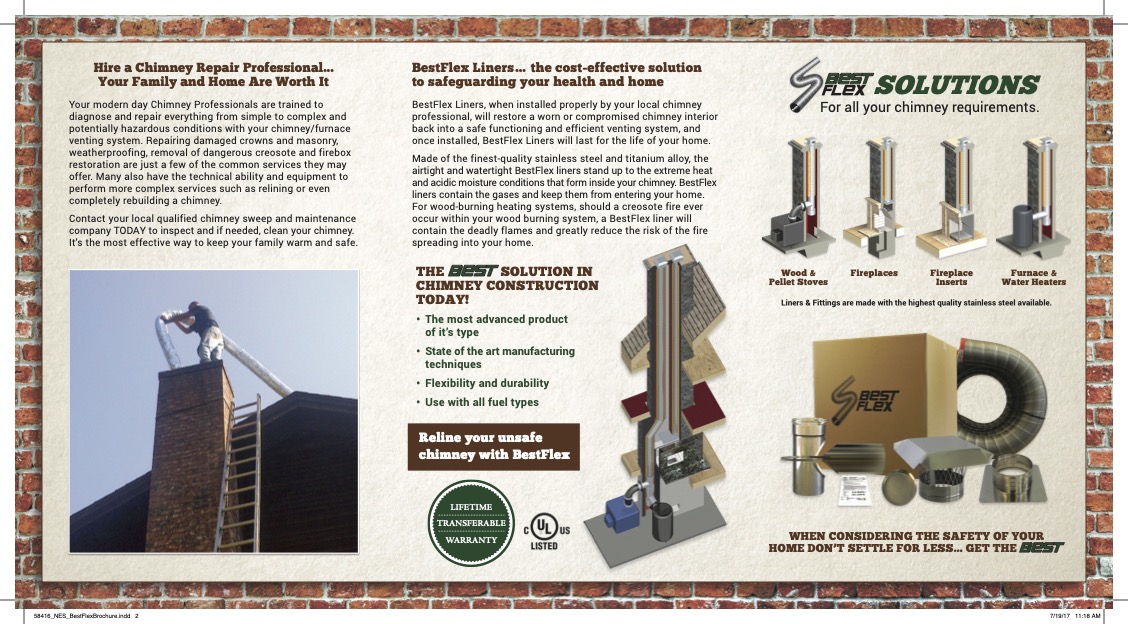 Hire a Chimney Repair Professional...
Your Family and Home Are Worth It
Your modern day Chimney Professionals are trained to
diagnose and repair everything from simple to complex and
potentially hazardous conditions with your chimney/furnace
venting system. Repairing damaged crowns and masonry,
weatherproofing, removal of dangerous creosote and firebox
restoration are just a few of the common services they may
offer. Many also have the technical ability and equipment to
perform more complex services such as relining or even
completely rebuilding a chimney.
Contact your local qualified chimney sweep and maintenance
company TODAY to inspect and if needed, clean your chimney.
It's the most effective way to keep your family warm and safe.
BestFlex Liners... the cost-effective solution
to safeguarding your health and home
BestFlex Liners, when installed properly by your local chimney
professional, will restore a worn or compromised chimney interior
back into a safe functioning and efficient venting system, and
once installed, BestFlex Liners will last for the life of your home.
Made of the finest-quality stainless steel and titanium alloy, the
airtight and watertight BestFlex liners stand up to the extreme heat
and acidic moisture conditions that form inside your chimney. BestFlex
liners contain the gases and keep them from entering your home.
For wood-burning heating systems, should a creosote fire ever
occur within your wood burning system, a BestFlex liner will
contain the deadly flames and greatly reduce the risk of the fire
spreading into your home.
THE BEST SOLUTION IN
CHIMNEY CONSTRUCTION
TODAY!
• The most advanced product
of it's type
• State of the art manufacturing
techniques
• Flexibility and durability
• Use with all fuel types
Reline your unsafe
chimney with BestFlex
LIFETIME
TRANSFERABLE
WARRANTY
C UL US
LISTED
BEST
FLEX
SOLUTIONS
For all your chimney requirements.
Wood &
Pellet Stoves
Fireplaces
Fireplace
Inserts
Furnace &
Water Heaters
Liners & Fittings are made with the highest quality stainless steel available.
BEST
FLEX
WHEN CONSIDERING THE SAFETY OF YOUR
HOME DON'T SETTLE FOR LESS... GET THE BEST
58416_NES_BestFlexBrochure.indd 2
7/19/17 11:18 AM